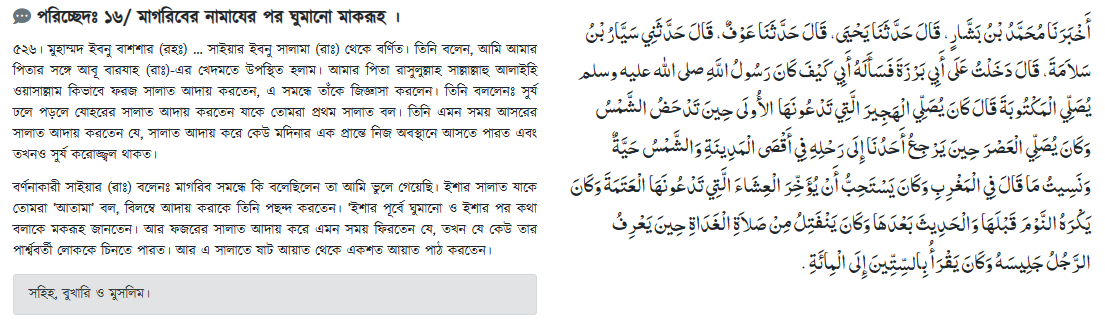 পরিচ্ছেদঃ ১৬/ মাগরিবের নামাযের পর ঘুমানো মাকরূহ ।
৫২৬। মুহাম্মদ ইবনু বাশশার (রহঃ) ... সাইয়ার ইবনু সালামা (রাঃ) থেকে বর্ণিত। তিনি বলেন, আমি আমার
পিতার সঙ্গে আবূ বারযাহ (রাঃ)-এর খেদমতে উপস্থিত হলাম। আমার পিতা রাসুলুল্লাহ সাল্লাল্লাহু আলাইহি
ওয়াসাল্লাম কিভাবে ফরজ সালাত আদায় করতেন, এ সমন্ধে তাঁকে জিজ্ঞাসা করলেন। তিনি বললেনঃ সুর্য
ঢলে পড়লে যোহরের সালাত আদায় করতেন যাকে তোমরা প্রথম সালাত বল। তিনি এমন সময় আসরের
সালাত আদায় করতেন যে, সালাত আদায় করে কেউ মদিনার এক প্রান্তে নিজ অবস্থানে আসতে পারত এবং
তখনও সুর্য করোজ্জ্বল থাকত।
বর্ণনাকারী সাইয়ার (রাঃ) বলেনঃ মাগরিব সমন্ধে কি বলেছিলেন তা আমি ভুলে গেয়েছি। ইশার সালাত যাকে
তোমরা 'আতামা' বল, বিলম্বে আদায় করাকে তিনি পছন্দ করতেন। 'ইশার পূর্বে ঘুমানো ও ইশার পর কথা
বলাকে মকরূহ জানতেন। আর ফজরের সালাত আদায় করে এমন সময় ফিরতেন যে, তখন যে কেউ তার
পার্শ্ববর্তী লোককে চিনতে পারত। আর এ সালাতে ষাট আয়াত থেকে একশত আয়াত পাঠ করতেন।
সহিহ, বুখারি ও মুসলিম।
أَخْبَرَنَا مُحَمَّدُ بْنُ بَشَّارٍ، قَالَ حَدَّثَنَا يَحْيَى، قَالَ حَدَّثَنَا عَوْفٌ، قَالَ حَدَّثَنِي سَيَّارُ بْنُ
سَلاَمَةَ، قَالَ دَخَلْتُ عَلَى أَبِي بَرْزَةَ فَسَأَلَهُ أَبِي كَيْفَ كَانَ رَسُولُ اللَّهِ صلى الله عليه وسلم
يُصَلِّي الْمَكْتُوبَةَ قَالَ كَانَ يُصَلِّي الْهَجِيرَ الَّتِي تَدْعُونَهَا الأُولَى حِينَ تَدْحَضُ الشَّمْسُ
وَكَانَ يُصَلِّي الْعَصْرَ حِينَ يَرْجِعُ أَحَدُنَا إِلَى رَحْلِهِ فِي أَقْصَى الْمَدِينَةِ وَالشَّمْسُ حَيَّةٌ
وَنَسِيتُ مَا قَالَ فِي الْمَغْرِبِ وَكَانَ يَسْتَحِبُّ أَنْ يُؤَخِّرَ الْعِشَاءَ الَّتِي تَدْعُونَهَا الْعَتَمَةَ وَكَانَ
يَكْرَهُ النَّوْمَ قَبْلَهَا وَالْحَدِيثَ بَعْدَهَا وَكَانَ يَنْفَتِلُ مِنْ صَلاَةِ الْغَدَاةِ حِينَ يَعْرِفُ
الرَّجُلُ جَلِيسَهُ وَكَانَ يَقْرَأُ بِالسِّتِّينَ إِلَى الْمِائَةِ .